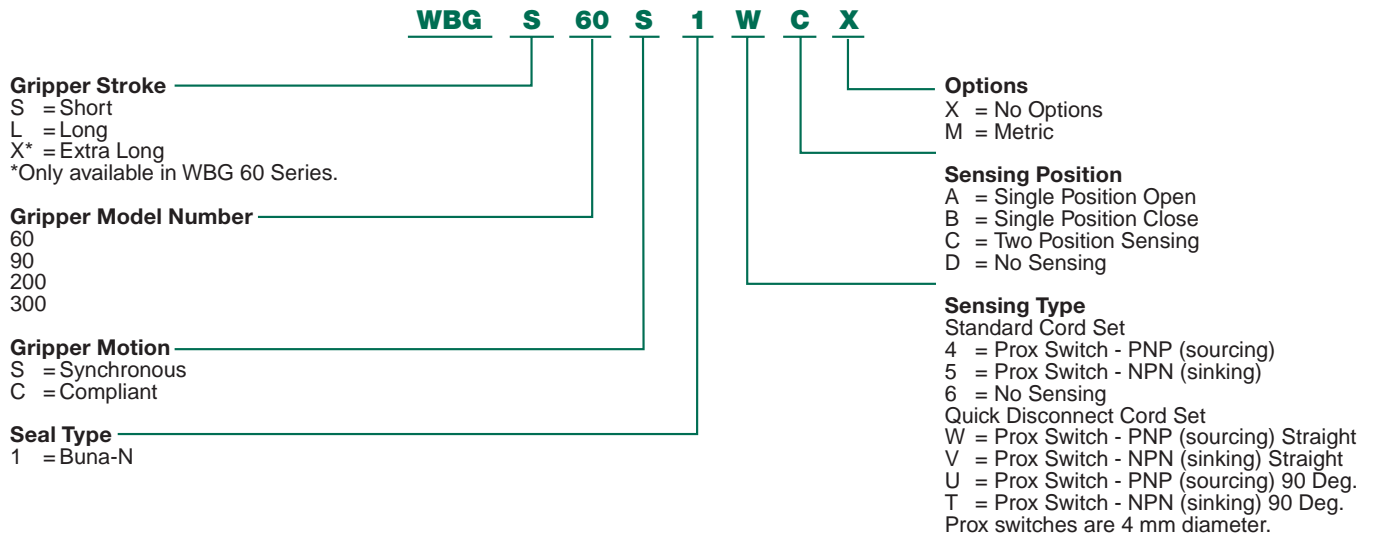 WBG S 60 S 1 W C X
Gripper Stroke
S = Short
L = Long
X* = Extra Long
*Only available in WBG 60 Series.
Gripper Model Number
60
90
200
300
Gripper Motion
S = Synchronous
C = Compliant
Seal Type
1 = Buna-N
Options
X = No Options
M = Metric
Sensing Position
A = Single Position Open
B = Single Position Close
C = Two Position Sensing
D = No Sensing
Sensing Type
Standard Cord Set
4 = Prox Switch - PNP (sourcing)
5 = Prox Switch - NPN (sinking)
6 = No Sensing
Quick Disconnect Cord Set
W = Prox Switch - PNP (sourcing) Straight
V = Prox Switch - NPN (sinking) Straight
U = Prox Switch - PNP (sourcing) 90 Deg.
T = Prox Switch - NPN (sinking) 90 Deg.
Prox switches are 4 mm diameter.